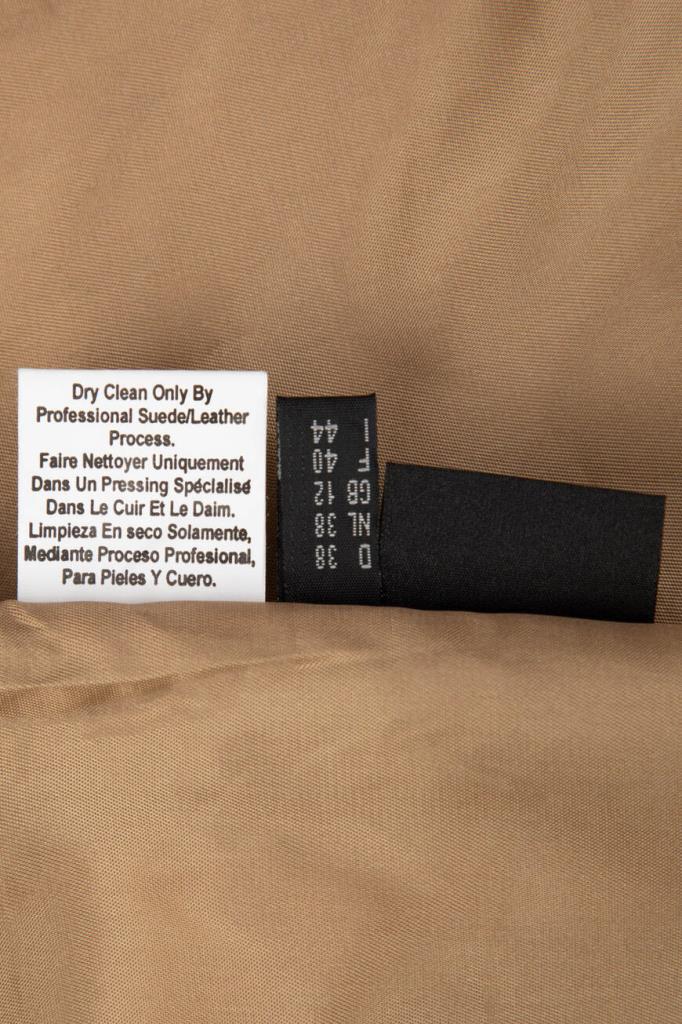 Dry Clean Only By
Professional Suede/Leather
Process.
Faire Nettoyer Uniquement
Dans Un Pressing Spécialisé
Dans Le Cuir Et Le Daim.
Limpieza En seco Solamente,
Mediante Proceso Profesional,
Para Pieles Y Cuero.
D 38
NL 38
GB 12
F 40
I 44